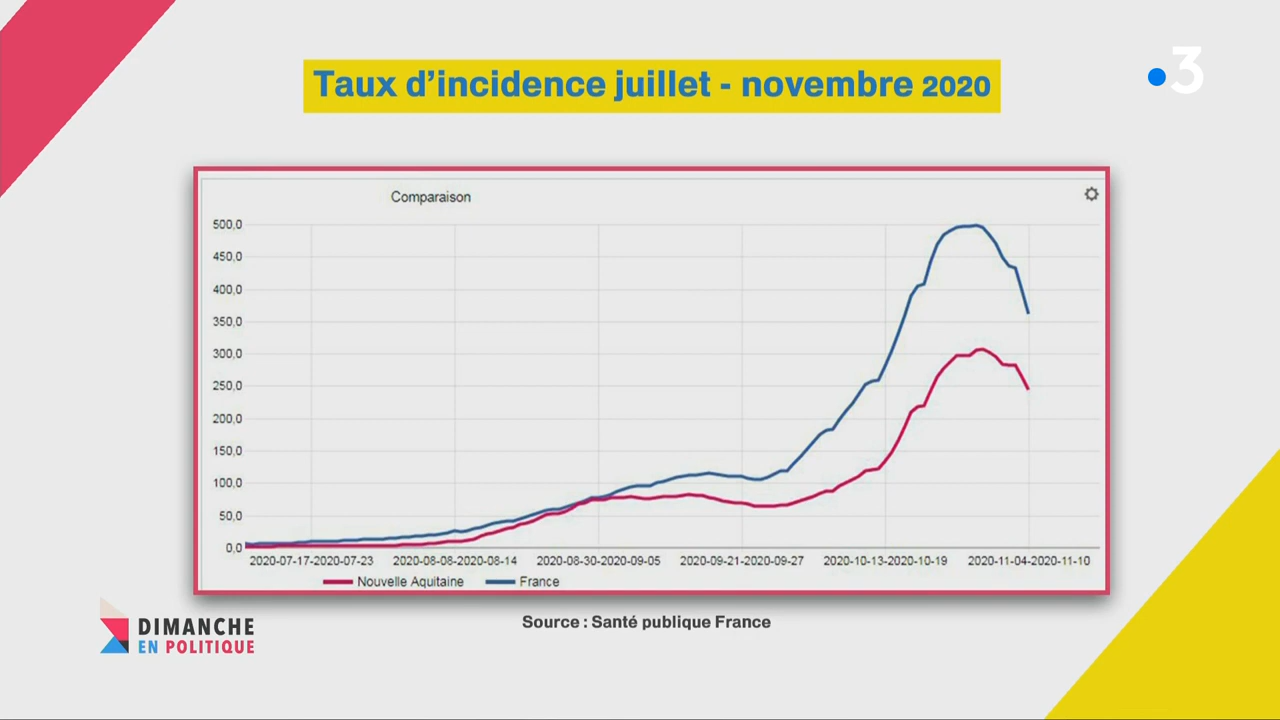 Taux d'incidence juillet - novembre 2020
3
Comparaison
500,0
450,0
400,0
350,0
300,0
250,0
200,0
150,0
100,0
50,0
0,0
2020-07-17-2020-07-23 2020-08-08-2020-08-14 2020-08-30-2020-09-05 2020-09-21-2020-09-27 2020-10-13-2020-10-19 2020-11-04-2020-11-10
Nouvelle Aquitaine France
Source : Santé publique France
DIMANCHE
EN POLITIQUE